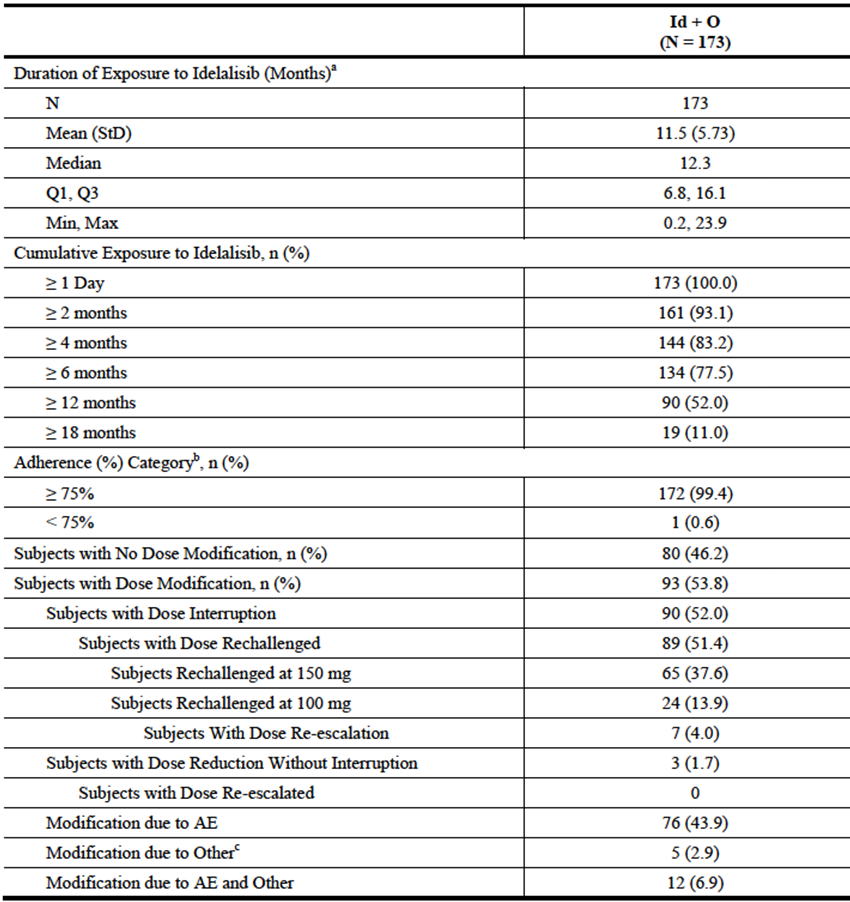 Id + O
(N = 173)
Duration of Exposure to Idelalisib (Months)a
N 173
Mean (StD) 11.5 (5.73)
Median 12.3
Q1, Q3 6.8, 16.1
Min, Max 0.2, 23.9
Cumulative Exposure to Idelalisib, n (%)
≥ 1 Day 173 (100.0)
≥ 2 months 161 (93.1)
≥ 4 months 144 (83.2)
≥ 6 months 134 (77.5)
≥ 12 months 90 (52.0)
≥ 18 months 19 (11.0)
Adherence (%) Categoryb, n (%)
≥ 75% 172 (99.4)
< 75% 1 (0.6)
Subjects with No Dose Modification, n (%) 80 (46.2)
Subjects with Dose Modification, n (%) 93 (53.8)
Subjects with Dose Interruption 90 (52.0)
Subjects with Dose Rechallenged 89 (51.4)
Subjects Rechallenged at 150 mg 65 (37.6)
Subjects Rechallenged at 100 mg 24 (13.9)
Subjects With Dose Re-escalation 7 (4.0)
Subjects with Dose Reduction Without Interruption 3 (1.7)
Subjects with Dose Re-escalated 0
Modification due to AE 76 (43.9)
Modification due to Otherc 5 (2.9)
Modification due to AE and Other 12 (6.9)